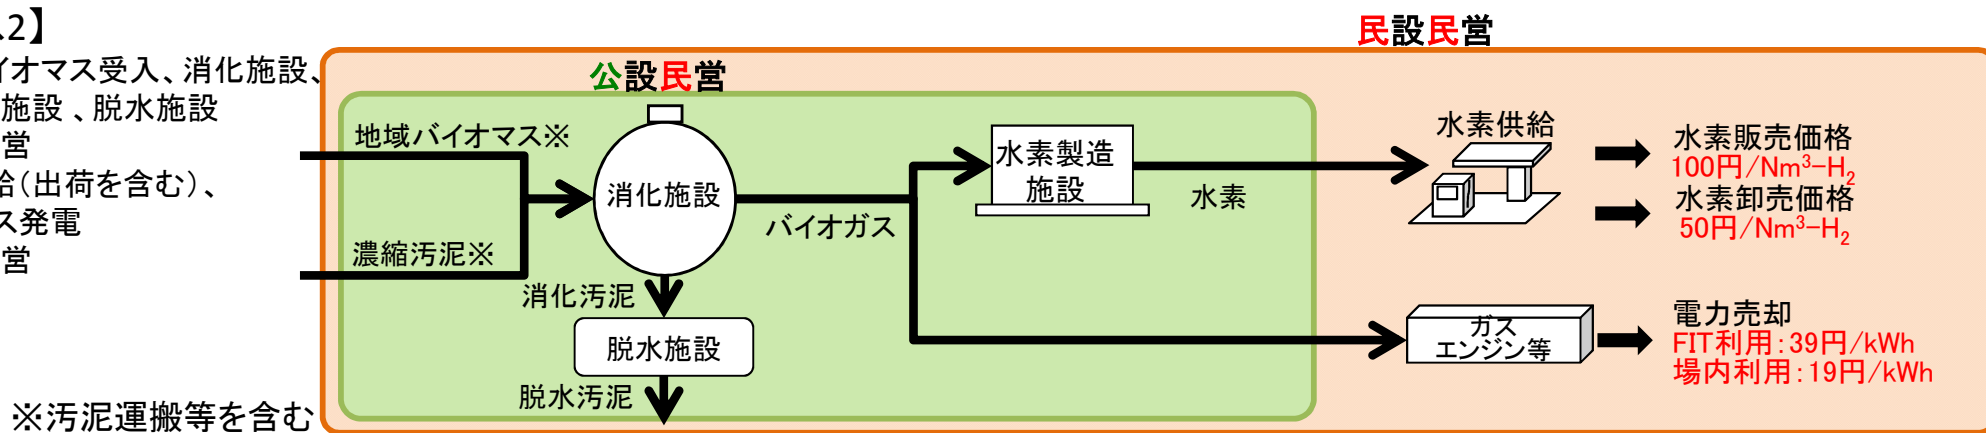 2】
イオマス受入、消化施設、
施設 、脱水施設
営
給(出荷を含む)、
ス発電
営
※汚泥運搬等を含む
民設民営
公設民営
地域バイオマス※
濃縮汚泥※
消化施設
消化汚泥
脱水施設
脱水汚泥
バイオガス
水素製造
施設
水素
水素供給
水素販売価格
100円/Nm³-H₂
水素卸売価格
50円/Nm³-H₂
ガス
エンジン等
電力売却
FIT利用:39円/kWh
場内利用:19円/kWh